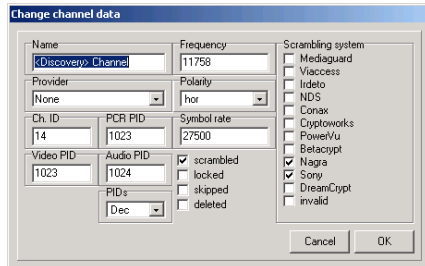 Change channel data
Name
<Discovery> Channel
Frequency
11758
Scrambling system
Mediaguard
Viaccess
Irdeto
NDS
Conax
Cryptoworks
PowerVu
Betacrypt
Nagra
Sony
DreamCrypt
invalid
Provider
None
Polarity
hor
Ch. ID
14
PCR PID
1023
Symbol rate
27500
Video PID
1023
Audio PID
1024
scrambled
locked
skipped
deleted
PIDs
Dec
Cancel
OK